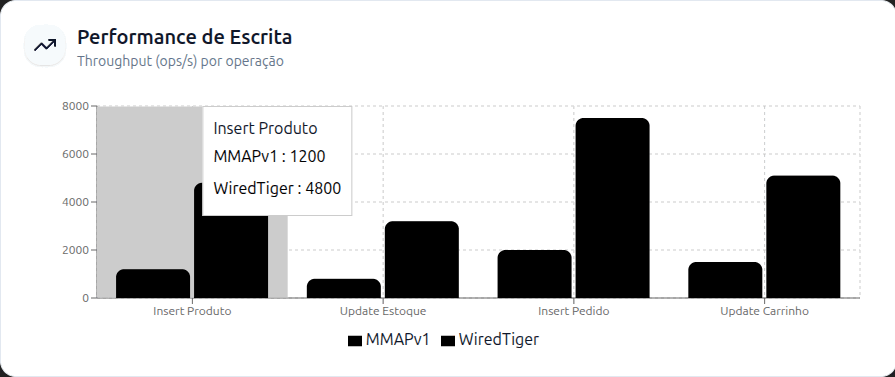 Performance de Escrita
Throughput (ops/s) por operação
8000
6000
4000
2000
0
Insert Produto
MMAPv1 : 1200
WiredTiger : 4800
Insert Produto
Update Estoque
Insert Pedido
Update Carrinho
MMAPv1
WiredTiger